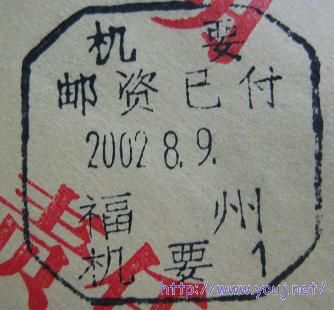 机 要
邮资已付
2002 8.9.
福 州
机 要 1
http://www.youj.net/